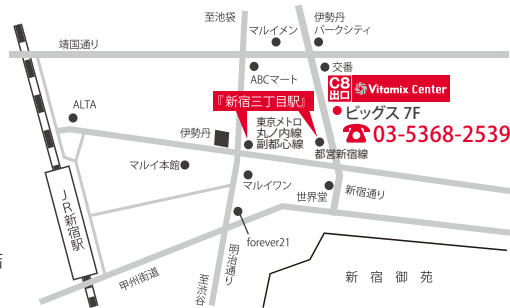 至池袋
マルイメン
伊勢丹
パークシティ
靖国通り
交番
ABCマート
C8
出口
Vitamix Center
ビッグス 7F
03-5368-2539
『新宿三丁目駅』
ALTA
東京メトロ
丸ノ内線
副都心線
伊勢丹
都営新宿線
マルイ本館
マルイワン
世界堂
新宿通り
JR新宿駅
forever21
明治通り
甲州街道
至渋谷
新宿御苑